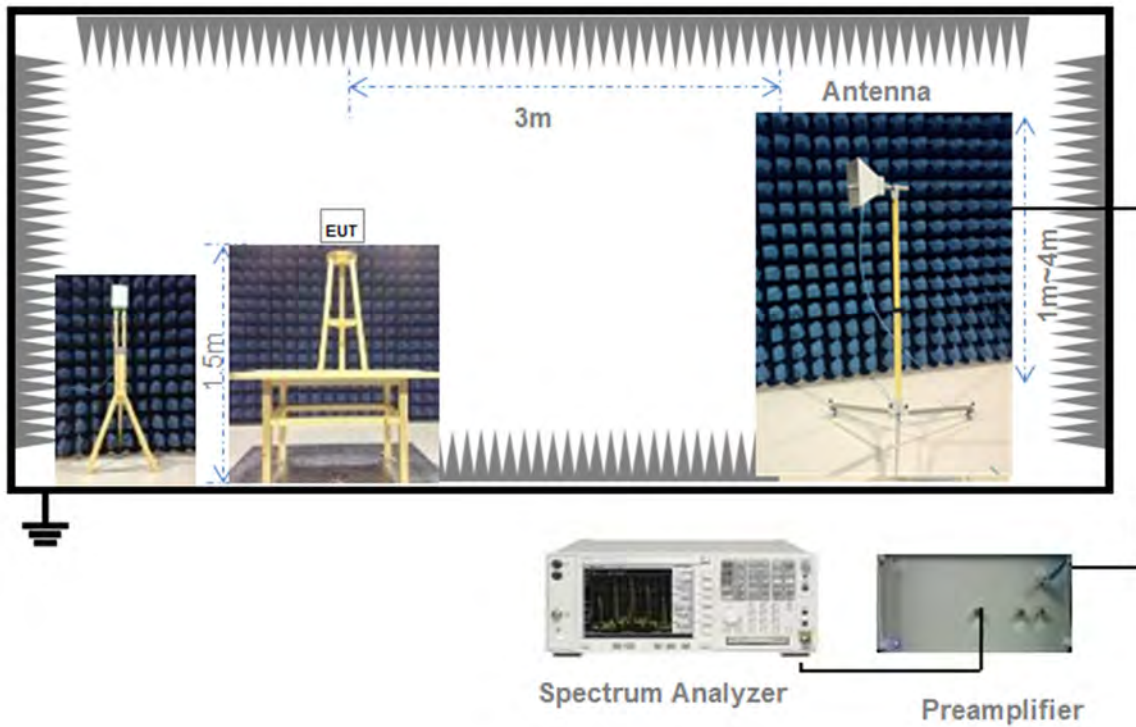 Antenna
3m
EUT
1.5m
1m~4m
Spectrum Analyzer
Preamplifier